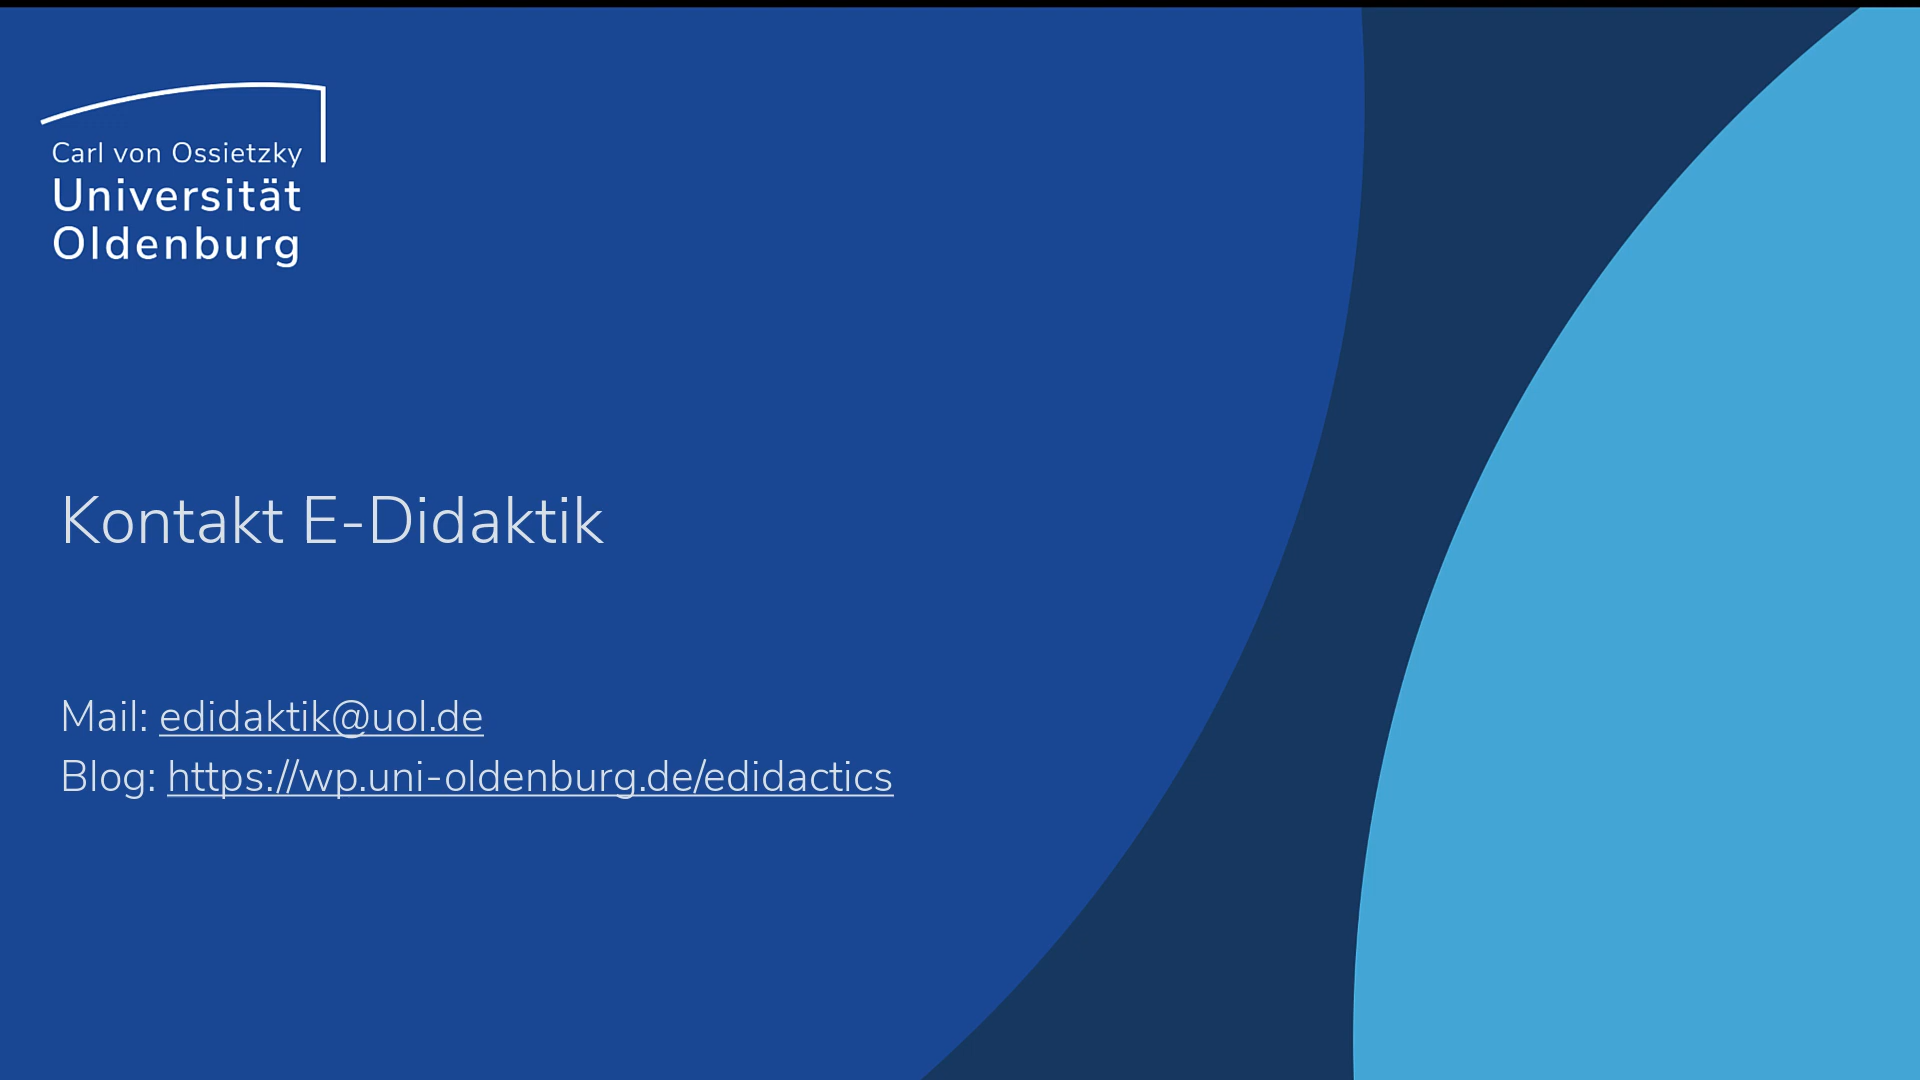 Carl von Ossietzky
Universität
Oldenburg
Kontakt E-Didaktik
Mail: edidaktik@uol.de
Blog: https://wp.uni-oldenburg.de/edidactics